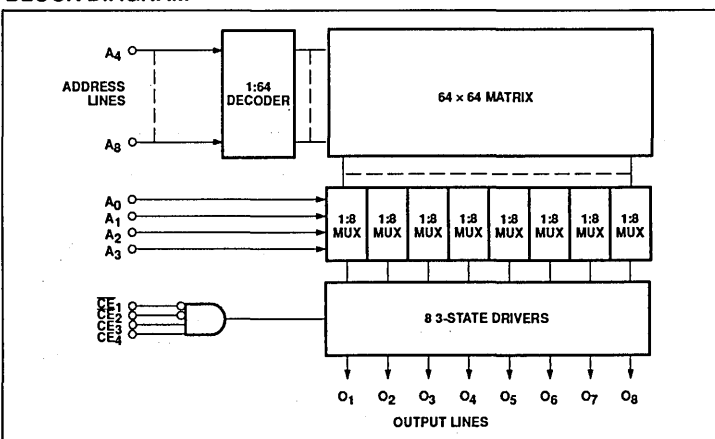 A4
ADDRESS
LINES
A8
1:64
DECODER
64 × 64 MATRIX
A0
A1
A2
A3
1:8
MUX
1:8
MUX
1:8
MUX
1:8
MUX
1:8
MUX
1:8
MUX
1:8
MUX
1:8
MUX
CE1
CE2
CE3
CE4
8 3-STATE DRIVERS
O1 O2 O3 O4 O5 O6 O7 O8
OUTPUT LINES